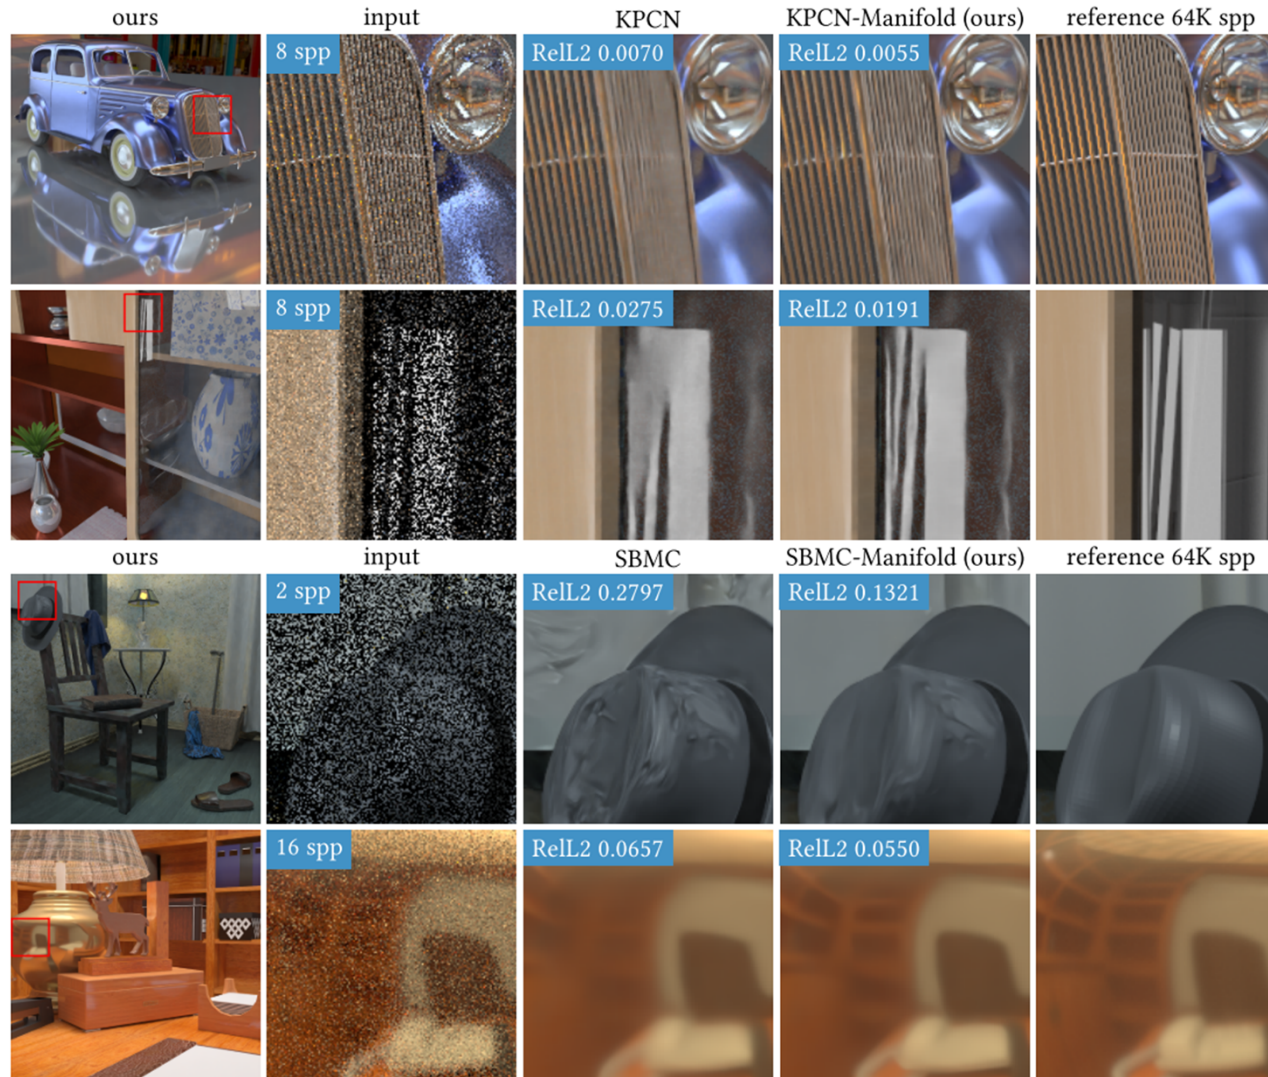 ours input KPCN KPCN-Manifold (ours) reference 64K spp
8 spp RelL2 0.0070 RelL2 0.0055
8 spp RelL2 0.0275 RelL2 0.0191
ours input SBMC SBMC-Manifold (ours) reference 64K spp
2 spp RelL2 0.2797 RelL2 0.1321
16 spp RelL2 0.0657 RelL2 0.0550